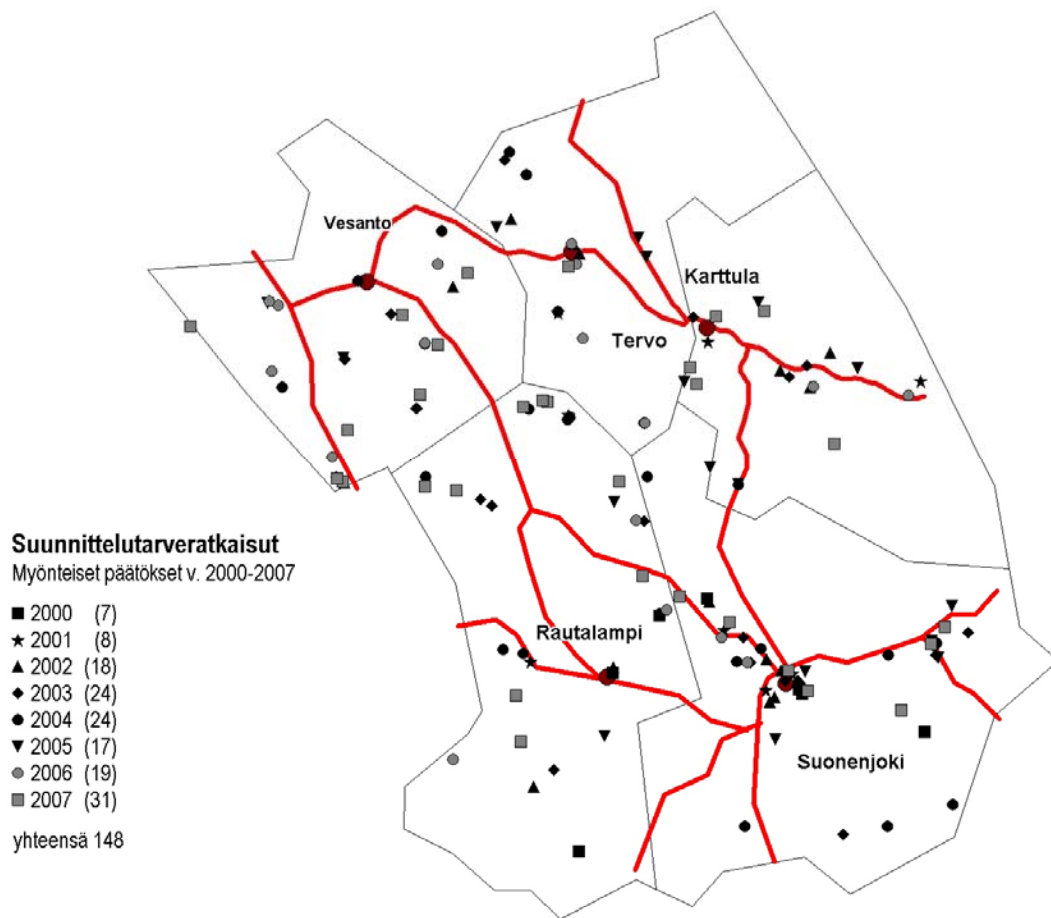 Vesanto
Karttula
Tervo
Suunnittelutarveratkaisut
Myönteiset päätökset v. 2000-2007
2000 (7)
2001 (8)
2002 (18)
2003 (24)
2004 (24)
2005 (17)
2006 (19)
2007 (31)
yhteensä 148
Rautalampi
Suonenjoki